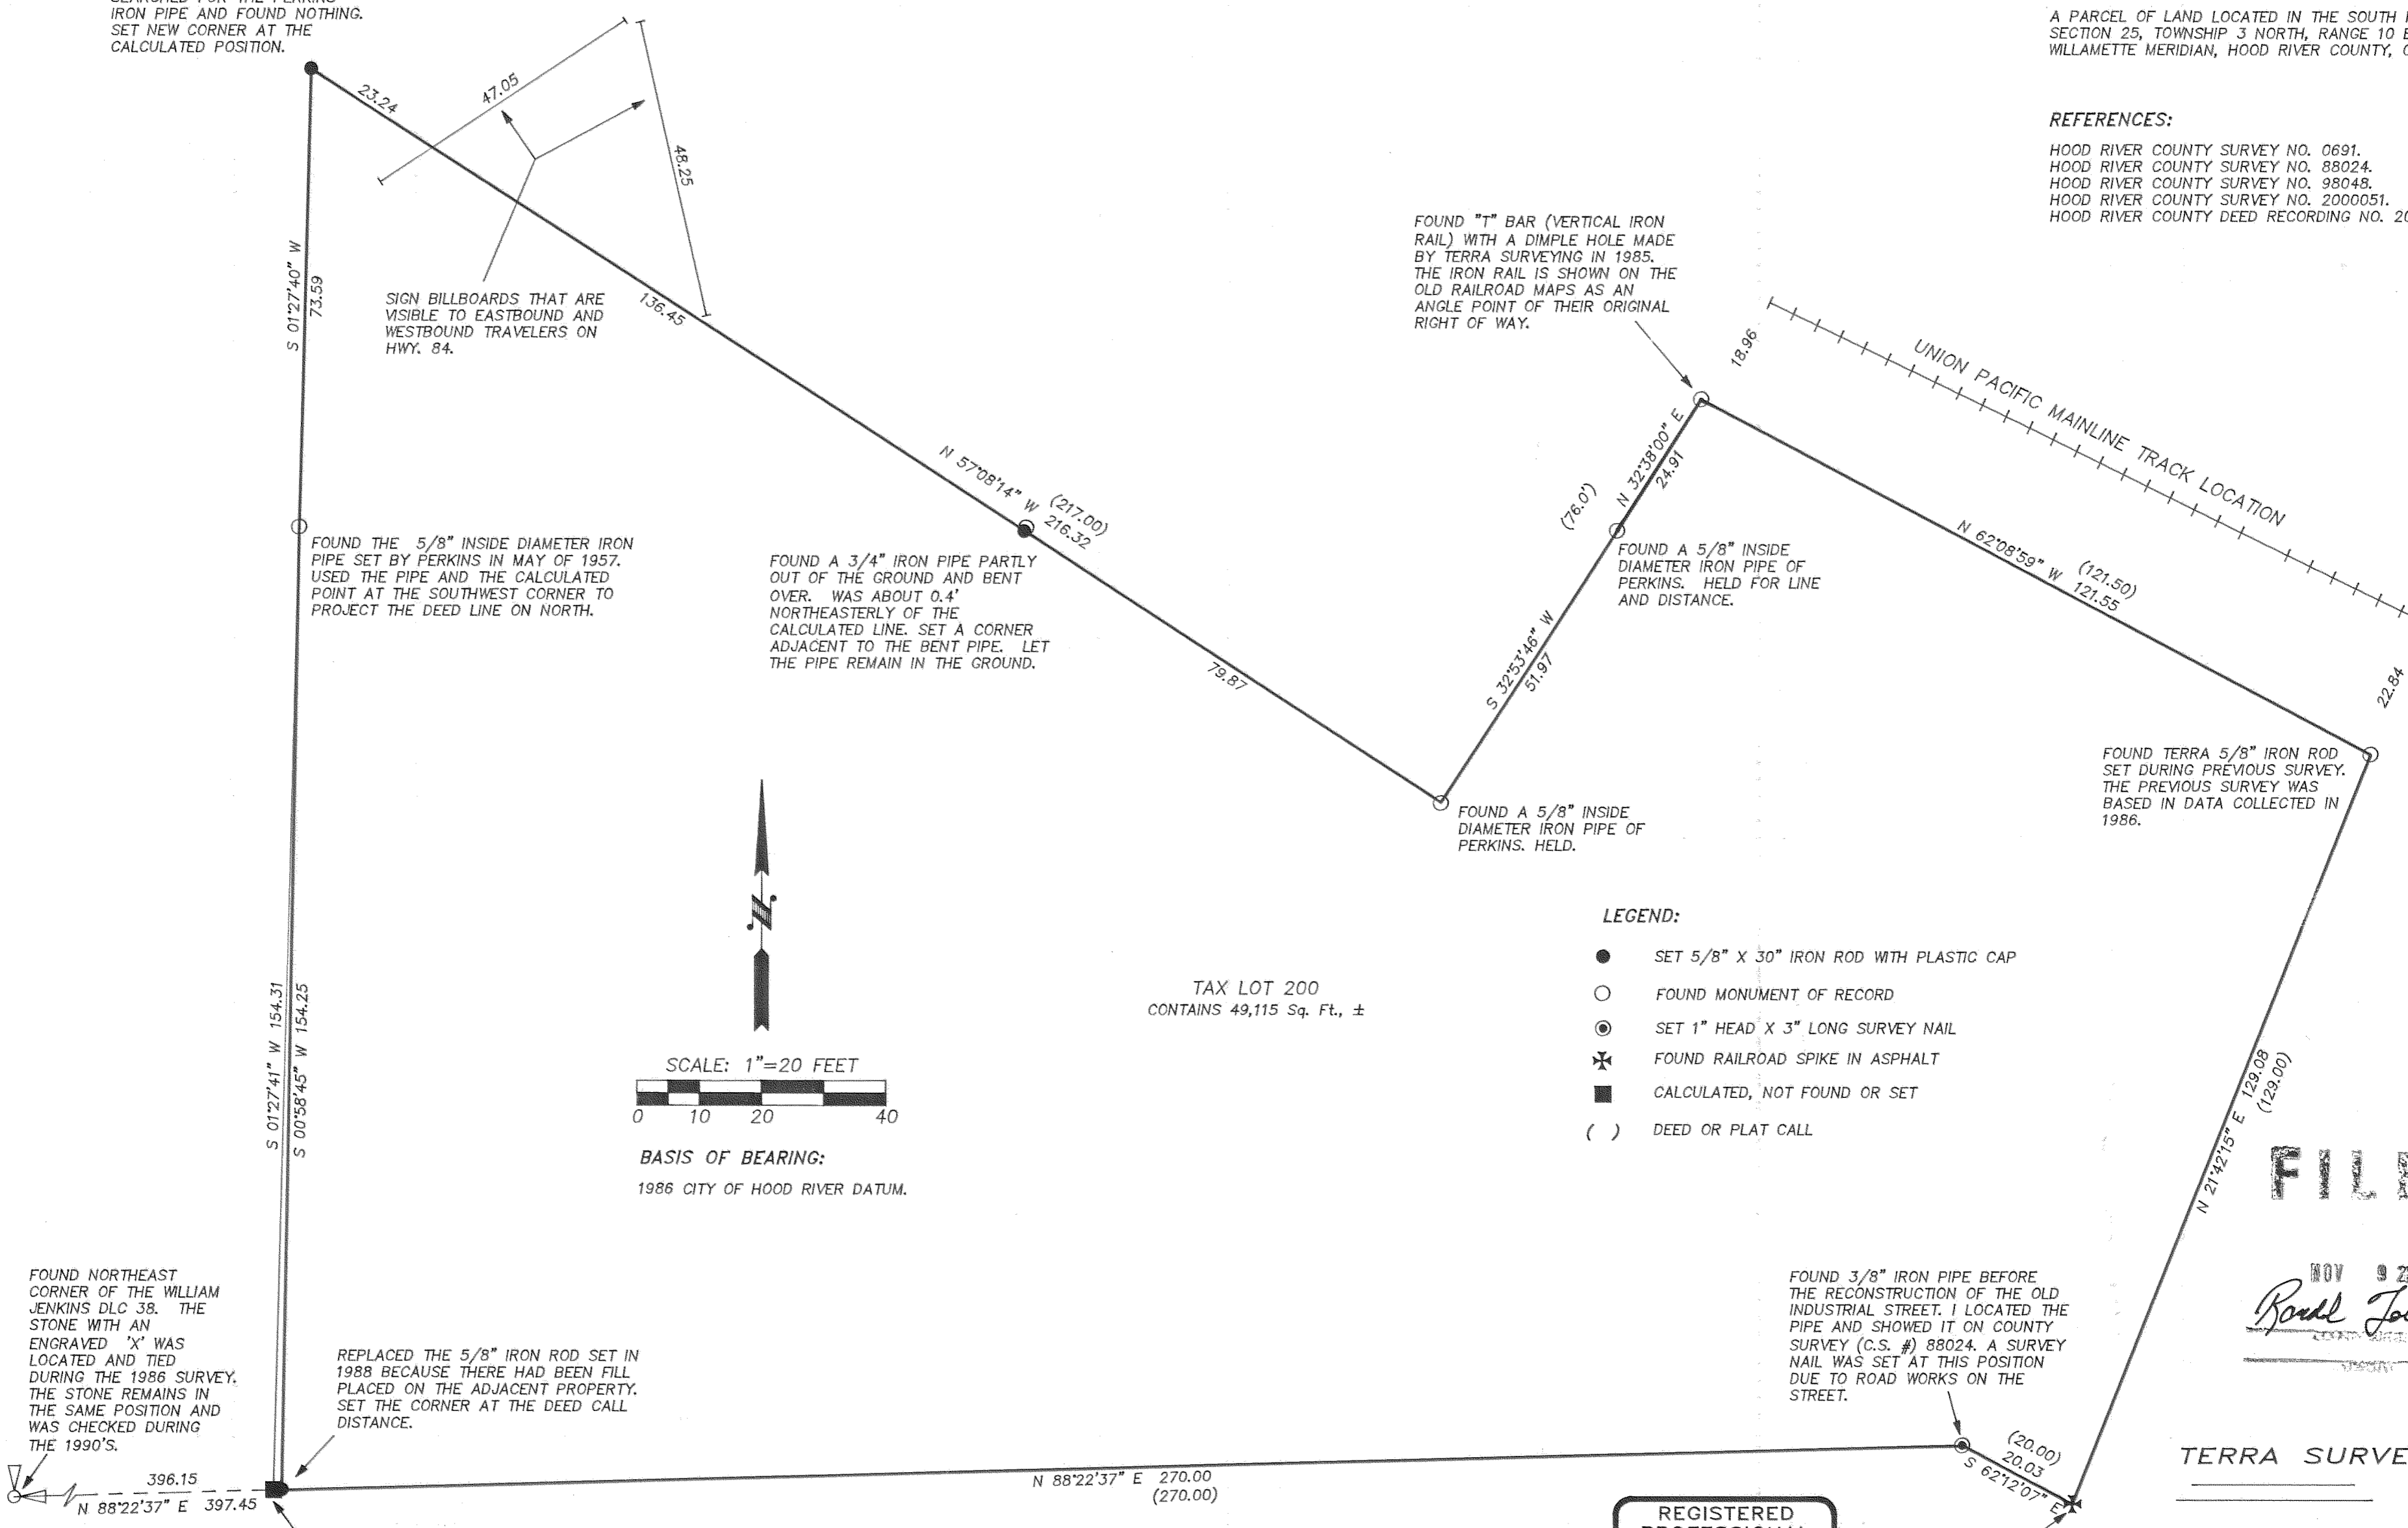 IRON PIPE AND FOUND NOTHING.
SET NEW CORNER AT THE
CALCULATED POSITION.
A PARCEL OF LAND LOCATED IN THE SOUTH
SECTION 25, TOWNSHIP 3 NORTH, RANGE 10
WILLAMETTE MERIDIAN, HOOD RIVER COUNTY,
REFERENCES:
HOOD RIVER COUNTY SURVEY NO. 0691.
HOOD RIVER COUNTY SURVEY NO. 88024.
HOOD RIVER COUNTY SURVEY NO. 98048.
HOOD RIVER COUNTY SURVEY NO. 2000051.
HOOD RIVER COUNTY DEED RECORDING NO.
23.24
47.05
48.25
S 01°27'40" W
73.59
SIGN BILLBOARDS THAT ARE
VISIBLE TO EASTBOUND AND
WESTBOUND TRAVELERS ON
HWY. 84.
136.45
FOUND "T" BAR (VERTICAL IRON
RAIL) WITH A DIMPLE HOLE MADE
BY TERRA SURVEYING IN 1985.
THE IRON RAIL IS SHOWN ON THE
OLD RAILROAD MAPS AS AN
ANGLE POINT OF THEIR ORIGINAL
RIGHT OF WAY.
18.96
UNION PACIFIC MAINLINE TRACK LOCATION
N 57°08'14" W (217.00)
216.32
(76.0')
N 32°38'00" E
24.91
N 62°08'59" W (121.50)
121.55
FOUND THE 5/8" INSIDE DIAMETER IRON
PIPE SET BY PERKINS IN MAY OF 1957.
USED THE PIPE AND THE CALCULATED
POINT AT THE SOUTHWEST CORNER TO
PROJECT THE DEED LINE ON NORTH.
FOUND A 3/4" IRON PIPE PARTLY
OUT OF THE GROUND AND BENT
OVER. WAS ABOUT 0.4'
NORTHEASTERLY OF THE
CALCULATED LINE. SET A CORNER
ADJACENT TO THE BENT PIPE. LET
THE PIPE REMAIN IN THE GROUND.
FOUND A 5/8" INSIDE
DIAMETER IRON PIPE OF
PERKINS. HELD FOR LINE
AND DISTANCE.
S 32°53'46" W
51.97
79.87
22.84
FOUND TERRA 5/8" IRON ROD
SET DURING PREVIOUS SURVEY.
THE PREVIOUS SURVEY WAS
BASED IN DATA COLLECTED IN
1986.
FOUND A 5/8" INSIDE
DIAMETER IRON PIPE OF
PERKINS. HELD.
N
LEGEND:
SET 5/8" X 30" IRON ROD WITH PLASTIC CAP
FOUND MONUMENT OF RECORD
SET 1" HEAD X 3" LONG SURVEY NAIL
FOUND RAILROAD SPIKE IN ASPHALT
CALCULATED, NOT FOUND OR SET
( ) DEED OR PLAT CALL
TAX LOT 200
CONTAINS 49,115 Sq. Ft., ±
S 01°27'41" W 154.31
S 00°58'45" W 154.25
SCALE: 1"=20 FEET
0 10 20 40
BASIS OF BEARING:
1986 CITY OF HOOD RIVER DATUM.
N 21°42'15" E 129.08
(129.00)
NOV 9
FOUND NORTHEAST
CORNER OF THE WILLIAM
JENKINS DLC 38. THE
STONE WITH AN
ENGRAVED 'X' WAS
LOCATED AND TIED
DURING THE 1986 SURVEY.
THE STONE REMAINS IN
THE SAME POSITION AND
WAS CHECKED DURING
THE 1990'S.
REPLACED THE 5/8" IRON ROD SET IN
1988 BECAUSE THERE HAD BEEN FILL
PLACED ON THE ADJACENT PROPERTY.
SET THE CORNER AT THE DEED CALL
DISTANCE.
FOUND 3/8" IRON PIPE BEFORE
THE RECONSTRUCTION OF THE OLD
INDUSTRIAL STREET. I LOCATED THE
PIPE AND SHOWED IT ON COUNTY
SURVEY (C.S. #) 88024. A SURVEY
NAIL WAS SET AT THIS POSITION
DUE TO ROAD WORKS ON THE
STREET.
396.15
N 88°22'37" E 397.45
N 88°22'37" E 270.00
(270.00)
(20.00)
20.03
S 62°12'07" E
TERRA SURVE
REGISTERED
PROFESSIONAL